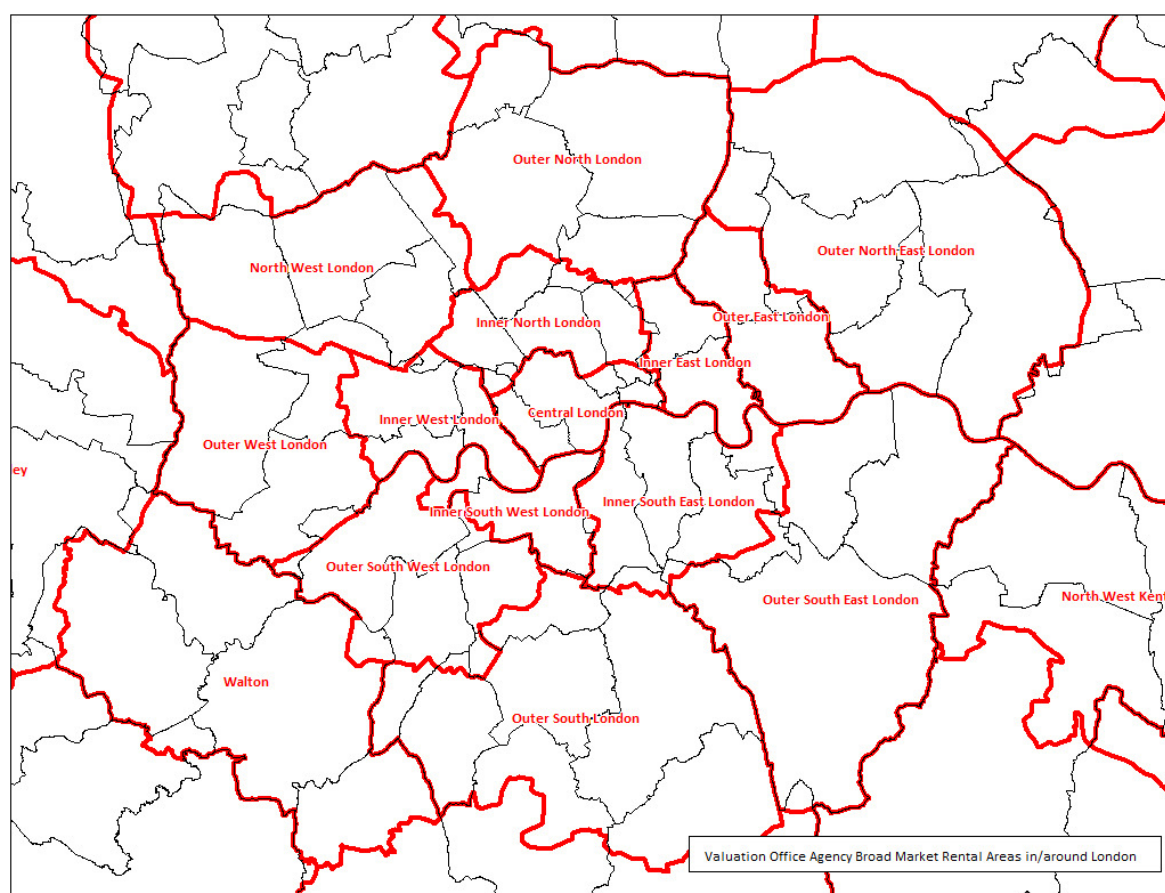 Outer North London
Outer North East London
North West London
Outer East London
Inner North London
Inner East London
Central London
Inner West London
Outer West London
ey
Inner South East London
Inner South West London
Outer South West London
North West Kent
Outer South East London
Walton
Outer South London
Valuation Office Agency Broad Market Rental Areas in/around London